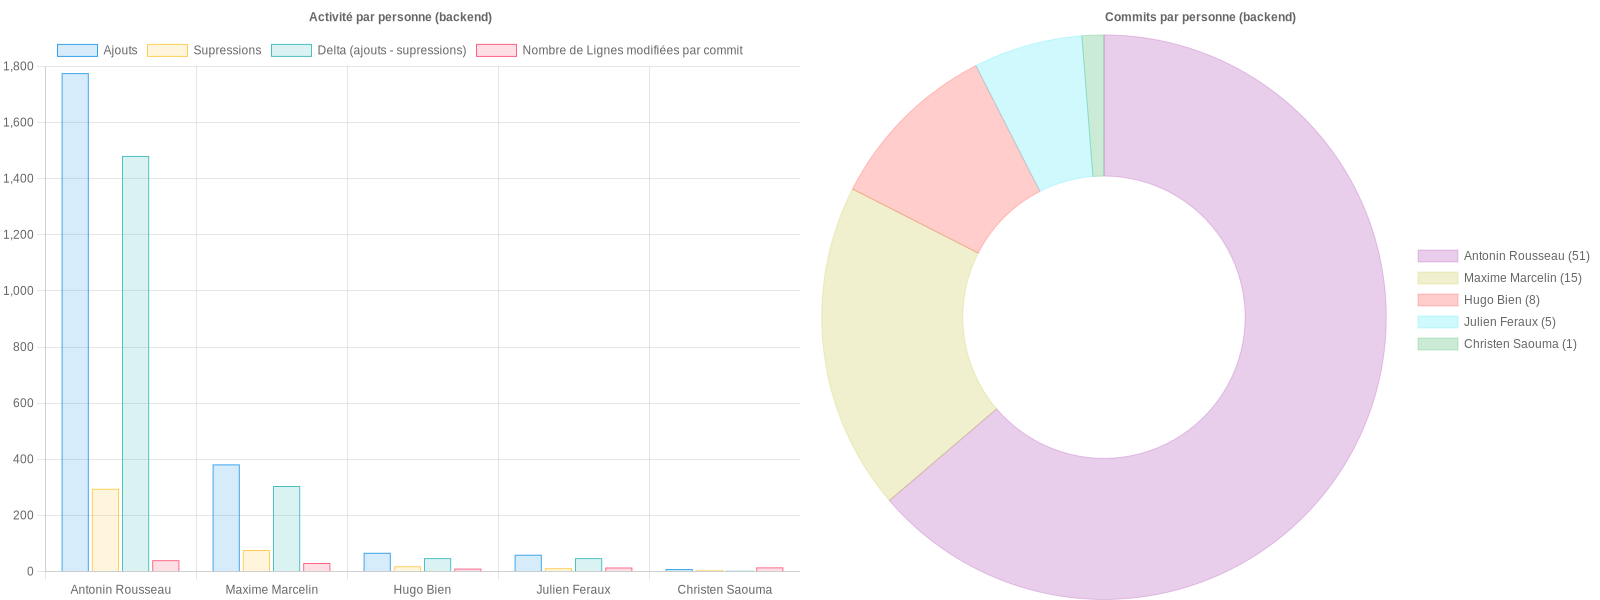 Activité par personne (backend)
Ajouts
Supressions
Delta (ajouts - supressions)
Nombre de Lignes modifiées par commit
1,800
1,600
1,400
1,200
1,000
800
600
400
200
0
Antonin Rousseau
Maxime Marcelin
Hugo Bien
Julien Feraux
Christen Saouma
Commits par personne (backend)
Antonin Rousseau (51)
Maxime Marcelin (15)
Hugo Bien (8)
Julien Feraux (5)
Christen Saouma (1)